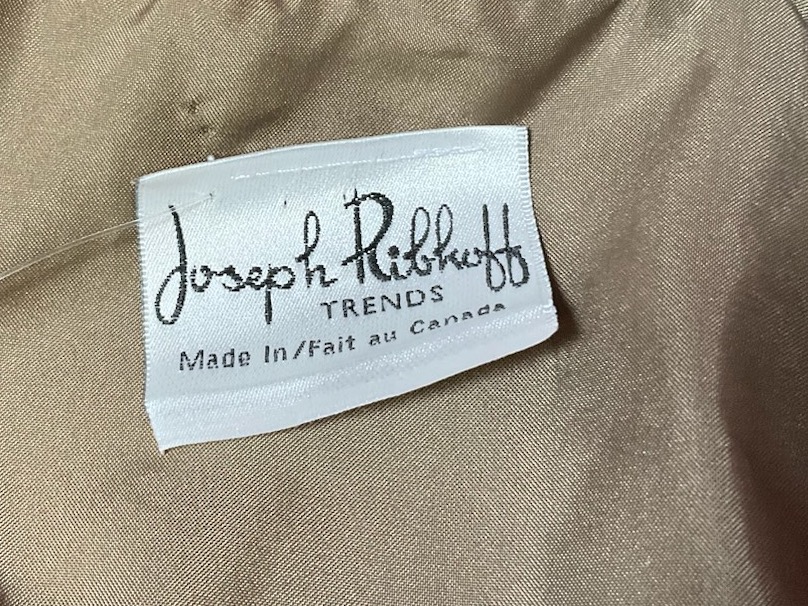 Joseph Ribkoff
TRENDS
Made In/Fait au Canada